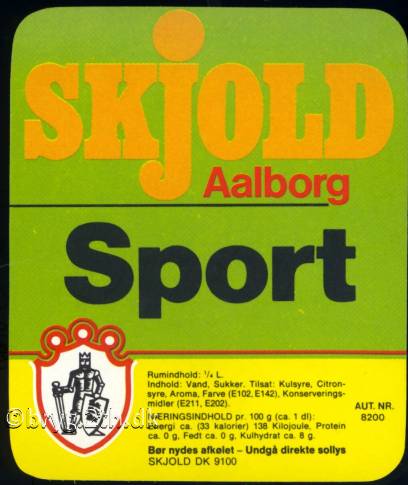 SKJOLD
Aalborg
Sport
Rumindhold: 1/4 L.
Indhold: Vand, Sukker. Tilsat: Kulsyre, Citron-
syre, Aroma, Farve (E102, E142), Konserverings-
midler (E211, E202).
NÆRINGSINDHOLD pr. 100 g (ca. 1 dl):
Energi ca. (33 kalorier) 138 Kilojoule, Protein
ca. 0 g, Fedt ca. 0 g, Kulhydrat ca. 8 g.
Bør nydes afkølet – Undgå direkte sollys
SKJOLD DK 9100
AUT. NR.
8200